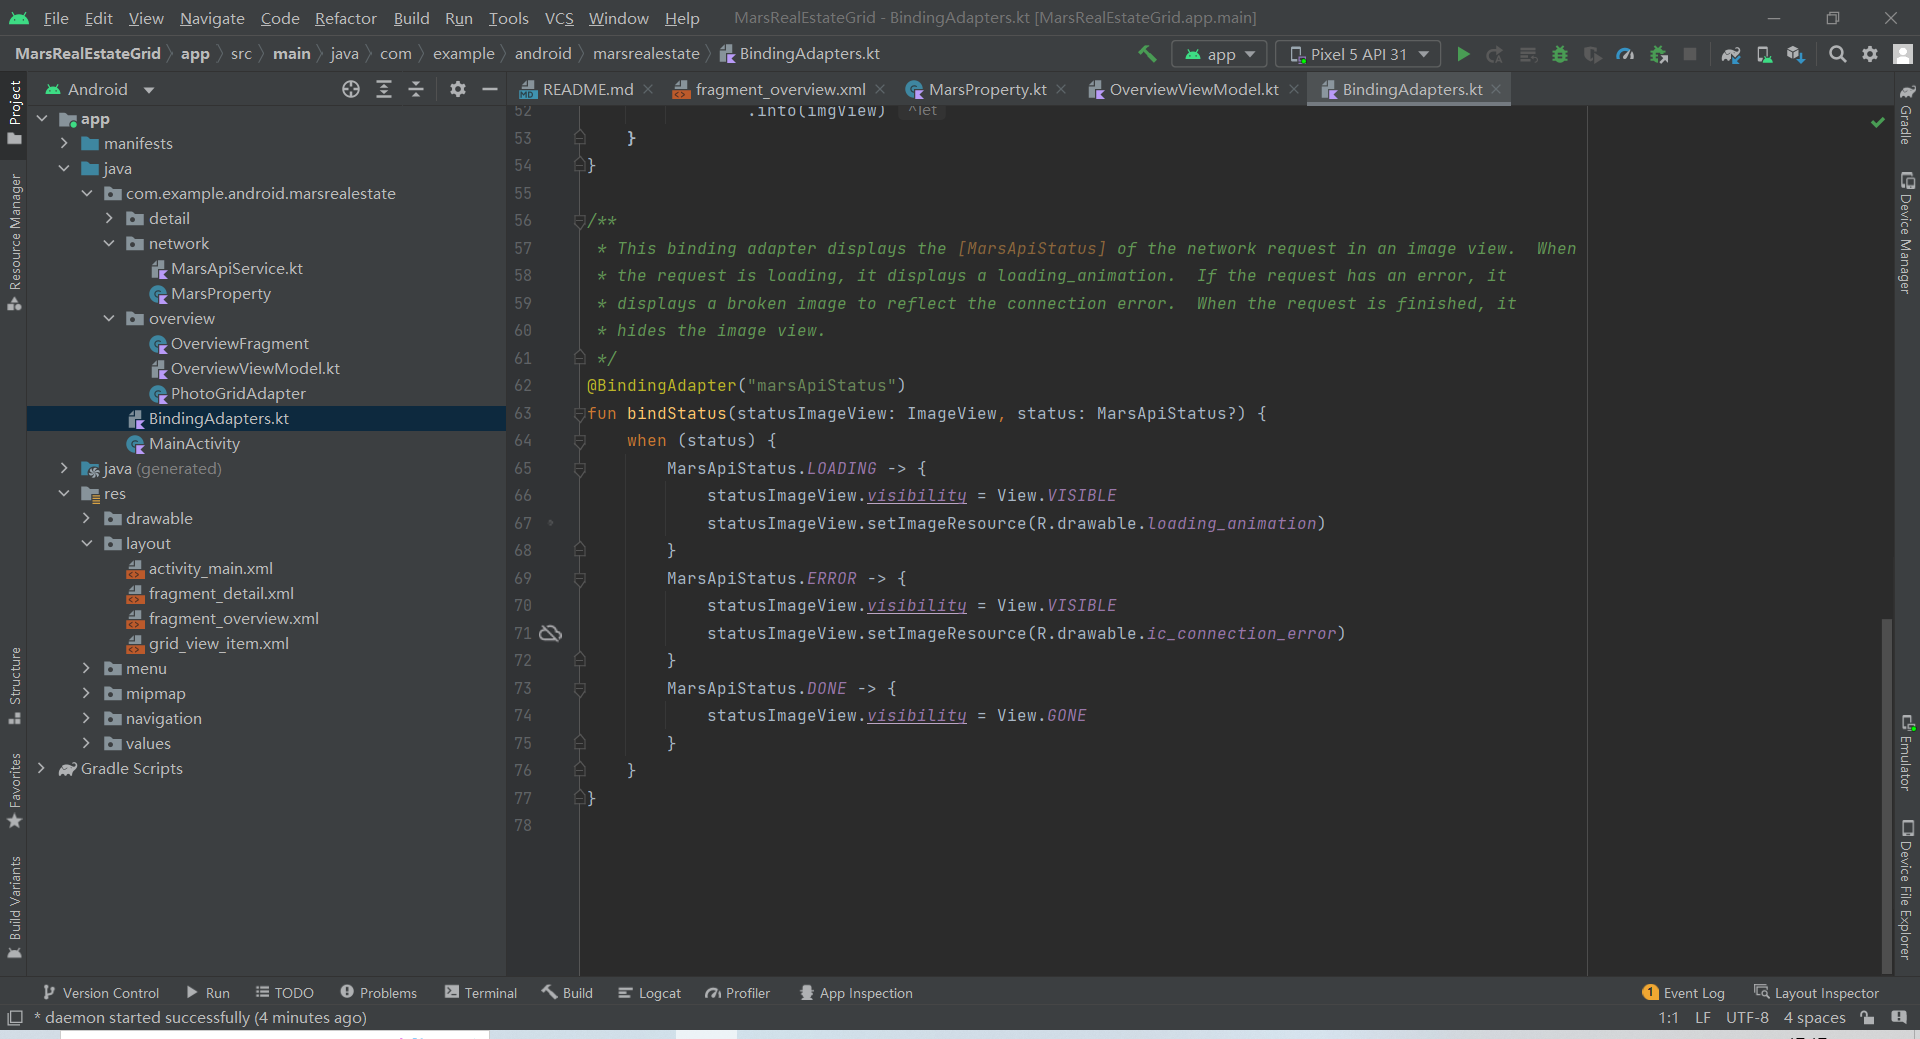 File Edit View Navigate Code Refactor Build Run Tools VCS Window Help MarsRealEstateGrid - BindingAdapters.kt [MarsRealEstateGrid.app.main]
MarsRealEstateGrid app src main java com example android marsrealestate BindingAdapters.kt app Pixel 5 API 31
Project
Resource Manager
Structure
Favorites
Build Variants
Android
app
manifests
java
com.example.android.marsrealestate
detail
network
MarsApiService.kt
MarsProperty
overview
OverviewFragment
OverviewViewModel.kt
PhotoGridAdapter
BindingAdapters.kt
MainActivity
java (generated)
res
drawable
layout
activity_main.xml
fragment_detail.xml
fragment_overview.xml
grid_view_item.xml
menu
mipmap
navigation
values
Gradle Scripts
README.md fragment_overview.xml MarsProperty.kt OverviewViewModel.kt BindingAdapters.kt
52 .into(imgView) ^let
53 }
54 }
55
56 /**
57 * This binding adapter displays the [MarsApiStatus] of the network request in an image view.  When
58 * the request is loading, it displays a loading_animation.  If the request has an error, it
59 * displays a broken image to reflect the connection error.  When the request is finished, it
60 * hides the image view.
61 */
62 @BindingAdapter("marsApiStatus")
63 fun bindStatus(statusImageView: ImageView, status: MarsApiStatus?) {
64 when (status) {
65 MarsApiStatus.LOADING -> {
66 statusImageView.visibility = View.VISIBLE
67 statusImageView.setImageResource(R.drawable.loading_animation)
68 }
69 MarsApiStatus.ERROR -> {
70 statusImageView.visibility = View.VISIBLE
71 statusImageView.setImageResource(R.drawable.ic_connection_error)
72 }
73 MarsApiStatus.DONE -> {
74 statusImageView.visibility = View.GONE
75 }
76 }
77 }
78
Gradle
Device Manager
Emulator
Device File Explorer
Version Control Run TODO Problems Terminal Build Logcat Profiler App Inspection 1 Event Log Layout Inspector
* daemon started successfully (4 minutes ago) 1:1 LF UTF-8 4 spaces